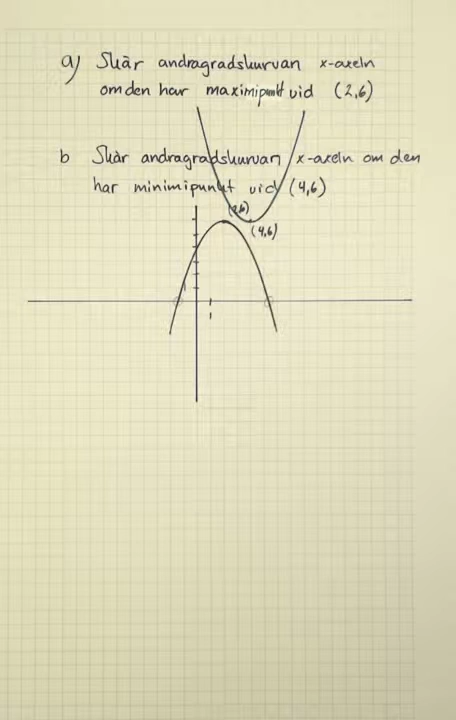 a) Skär andragradskurvan x-axeln
om den har maximipunkt vid (2,6)
b Skär andragradskurvan x-axeln om den
har minimipunkt vid (4,6)
(2,6)
(4,6)